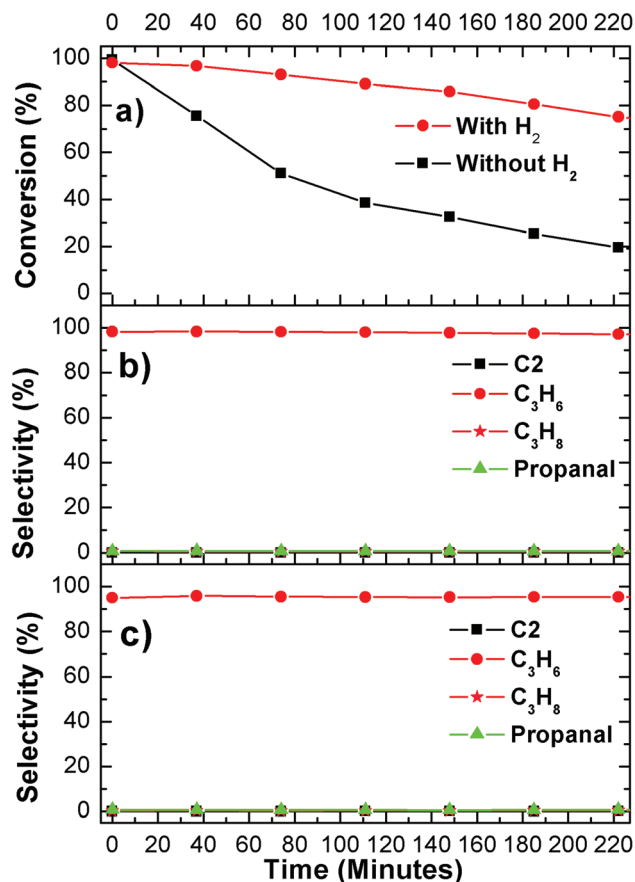 0 20 40 60 80 100 120 140 160 180 200 220
Conversion (%)
100
80
60
40
20
0
a)
With H₂
Without H₂
Selectivity (%)
100
80
60
40
20
0
b)
C2
C₃H₆
C₃H₈
Propanal
Selectivity (%)
100
80
60
40
20
0
c)
C2
C₃H₆
C₃H₈
Propanal
0 20 40 60 80 100 120 140 160 180 200 220
Time (Minutes)